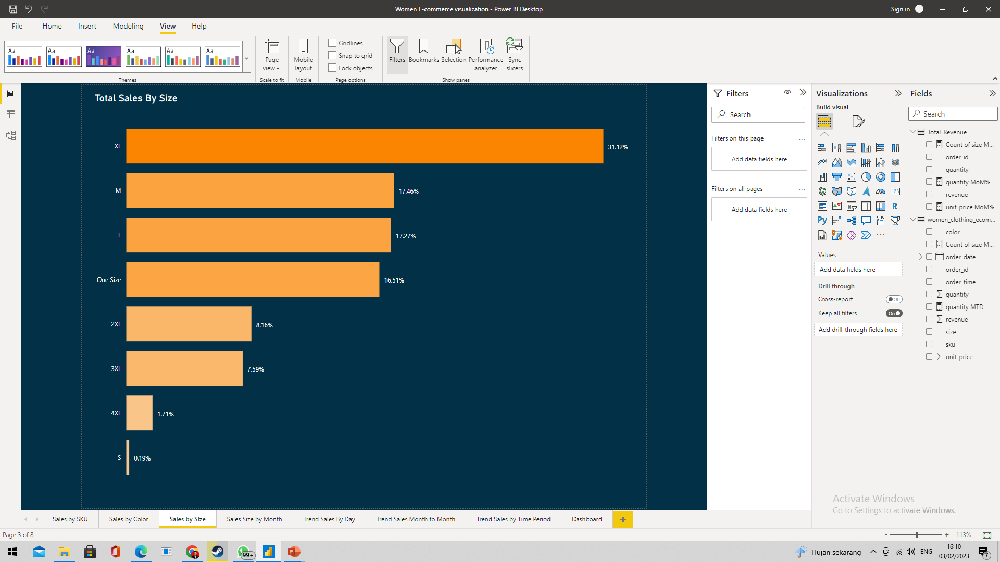 Women E-commerce visualization - Power BI Desktop
Sign in
File Home Insert Modeling View Help
Aa Aa Aa Aa Aa Aa
Themes
Page view
Scale to fit
Mobile layout
Mobile
Gridlines
Snap to grid
Lock objects
Page options
Filters
Bookmarks
Selection
Performance analyzer
Sync slicers
Show panes
Total Sales By Size
XL 31.12%
M 17.46%
L 17.27%
One Size 16.51%
2XL 8.16%
3XL 7.59%
4XL 1.71%
S 0.19%
Filters
Search
Filters on this page ...
Add data fields here
Filters on all pages ...
Add data fields here
Visualizations
Build visual
123
R
Py
...
Values
Add data fields here
Drill through
Cross-report Off
Keep all filters On
Add drill-through fields here
Fields
Search
Total_Revenue
Count of size M...
order_id
quantity
quantity MoM%
revenue
unit_price MoM%
women_clothing_ecom...
color
Count of size M...
order_date
order_id
order_time
∑ quantity
quantity MTD
∑ revenue
size
sku
∑ unit_price
Activate Windows
Go to Settings to activate Windows.
Sales by SKU
Sales by Color
Sales by Size
Sales Size by Month
Trend Sales By Day
Trend Sales Month to Month
Trend Sales by Time Period
Dashboard
+
Page 3 of 8
- + 113%
99+
Hujan sekarang
ENG
16:10
03/02/2023
7